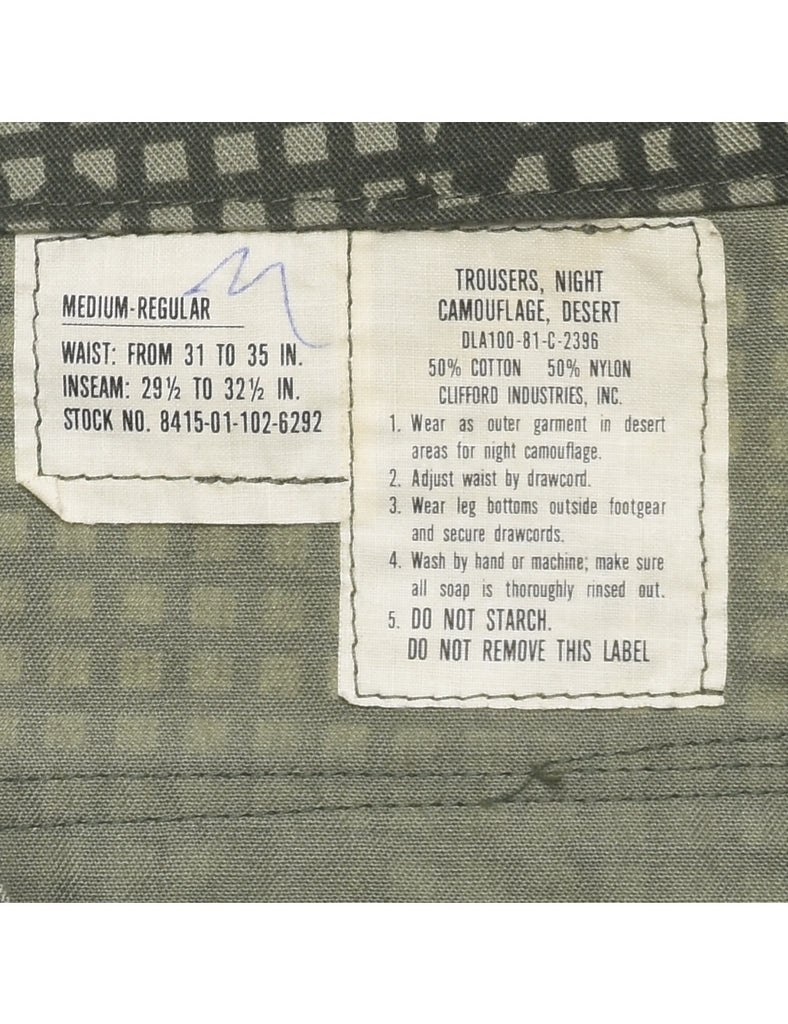 M
MEDIUM-REGULAR
WAIST: FROM 31 TO 35 IN.
INSEAM: 29½ TO 32½ IN.
STOCK NO. 8415-01-102-6292
TROUSERS, NIGHT
CAMOUFLAGE, DESERT
DLA100-81-C-2396
50% COTTON 50% NYLON
CLIFFORD INDUSTRIES, INC.
1. Wear as outer garment in desert
areas for night camouflage.
2. Adjust waist by drawcord.
3. Wear leg bottoms outside footgear
and secure drawcords.
4. Wash by hand or machine; make sure
all soap is thoroughly rinsed out.
5. DO NOT STARCH.
DO NOT REMOVE THIS LABEL